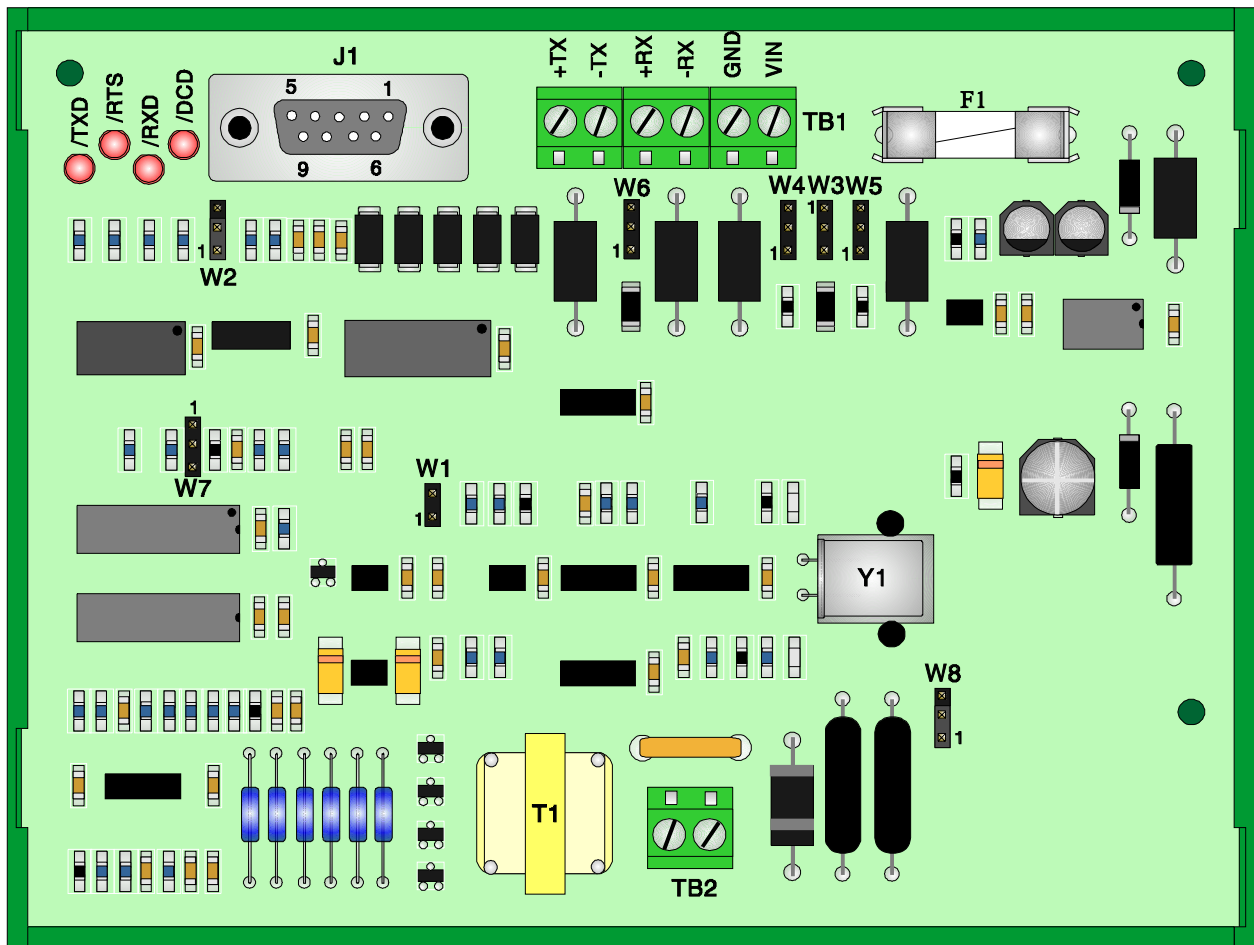 /TXD
/RTS
/RXD
/DCD
J1
5 1
9 6
+TX
-TX
+RX
-RX
GND
VIN
TB1
F1
W6
1
W4
1
W3
1
W5
1
W2
1
1
W7
W1
1
Y1
W8
1
T1
TB2